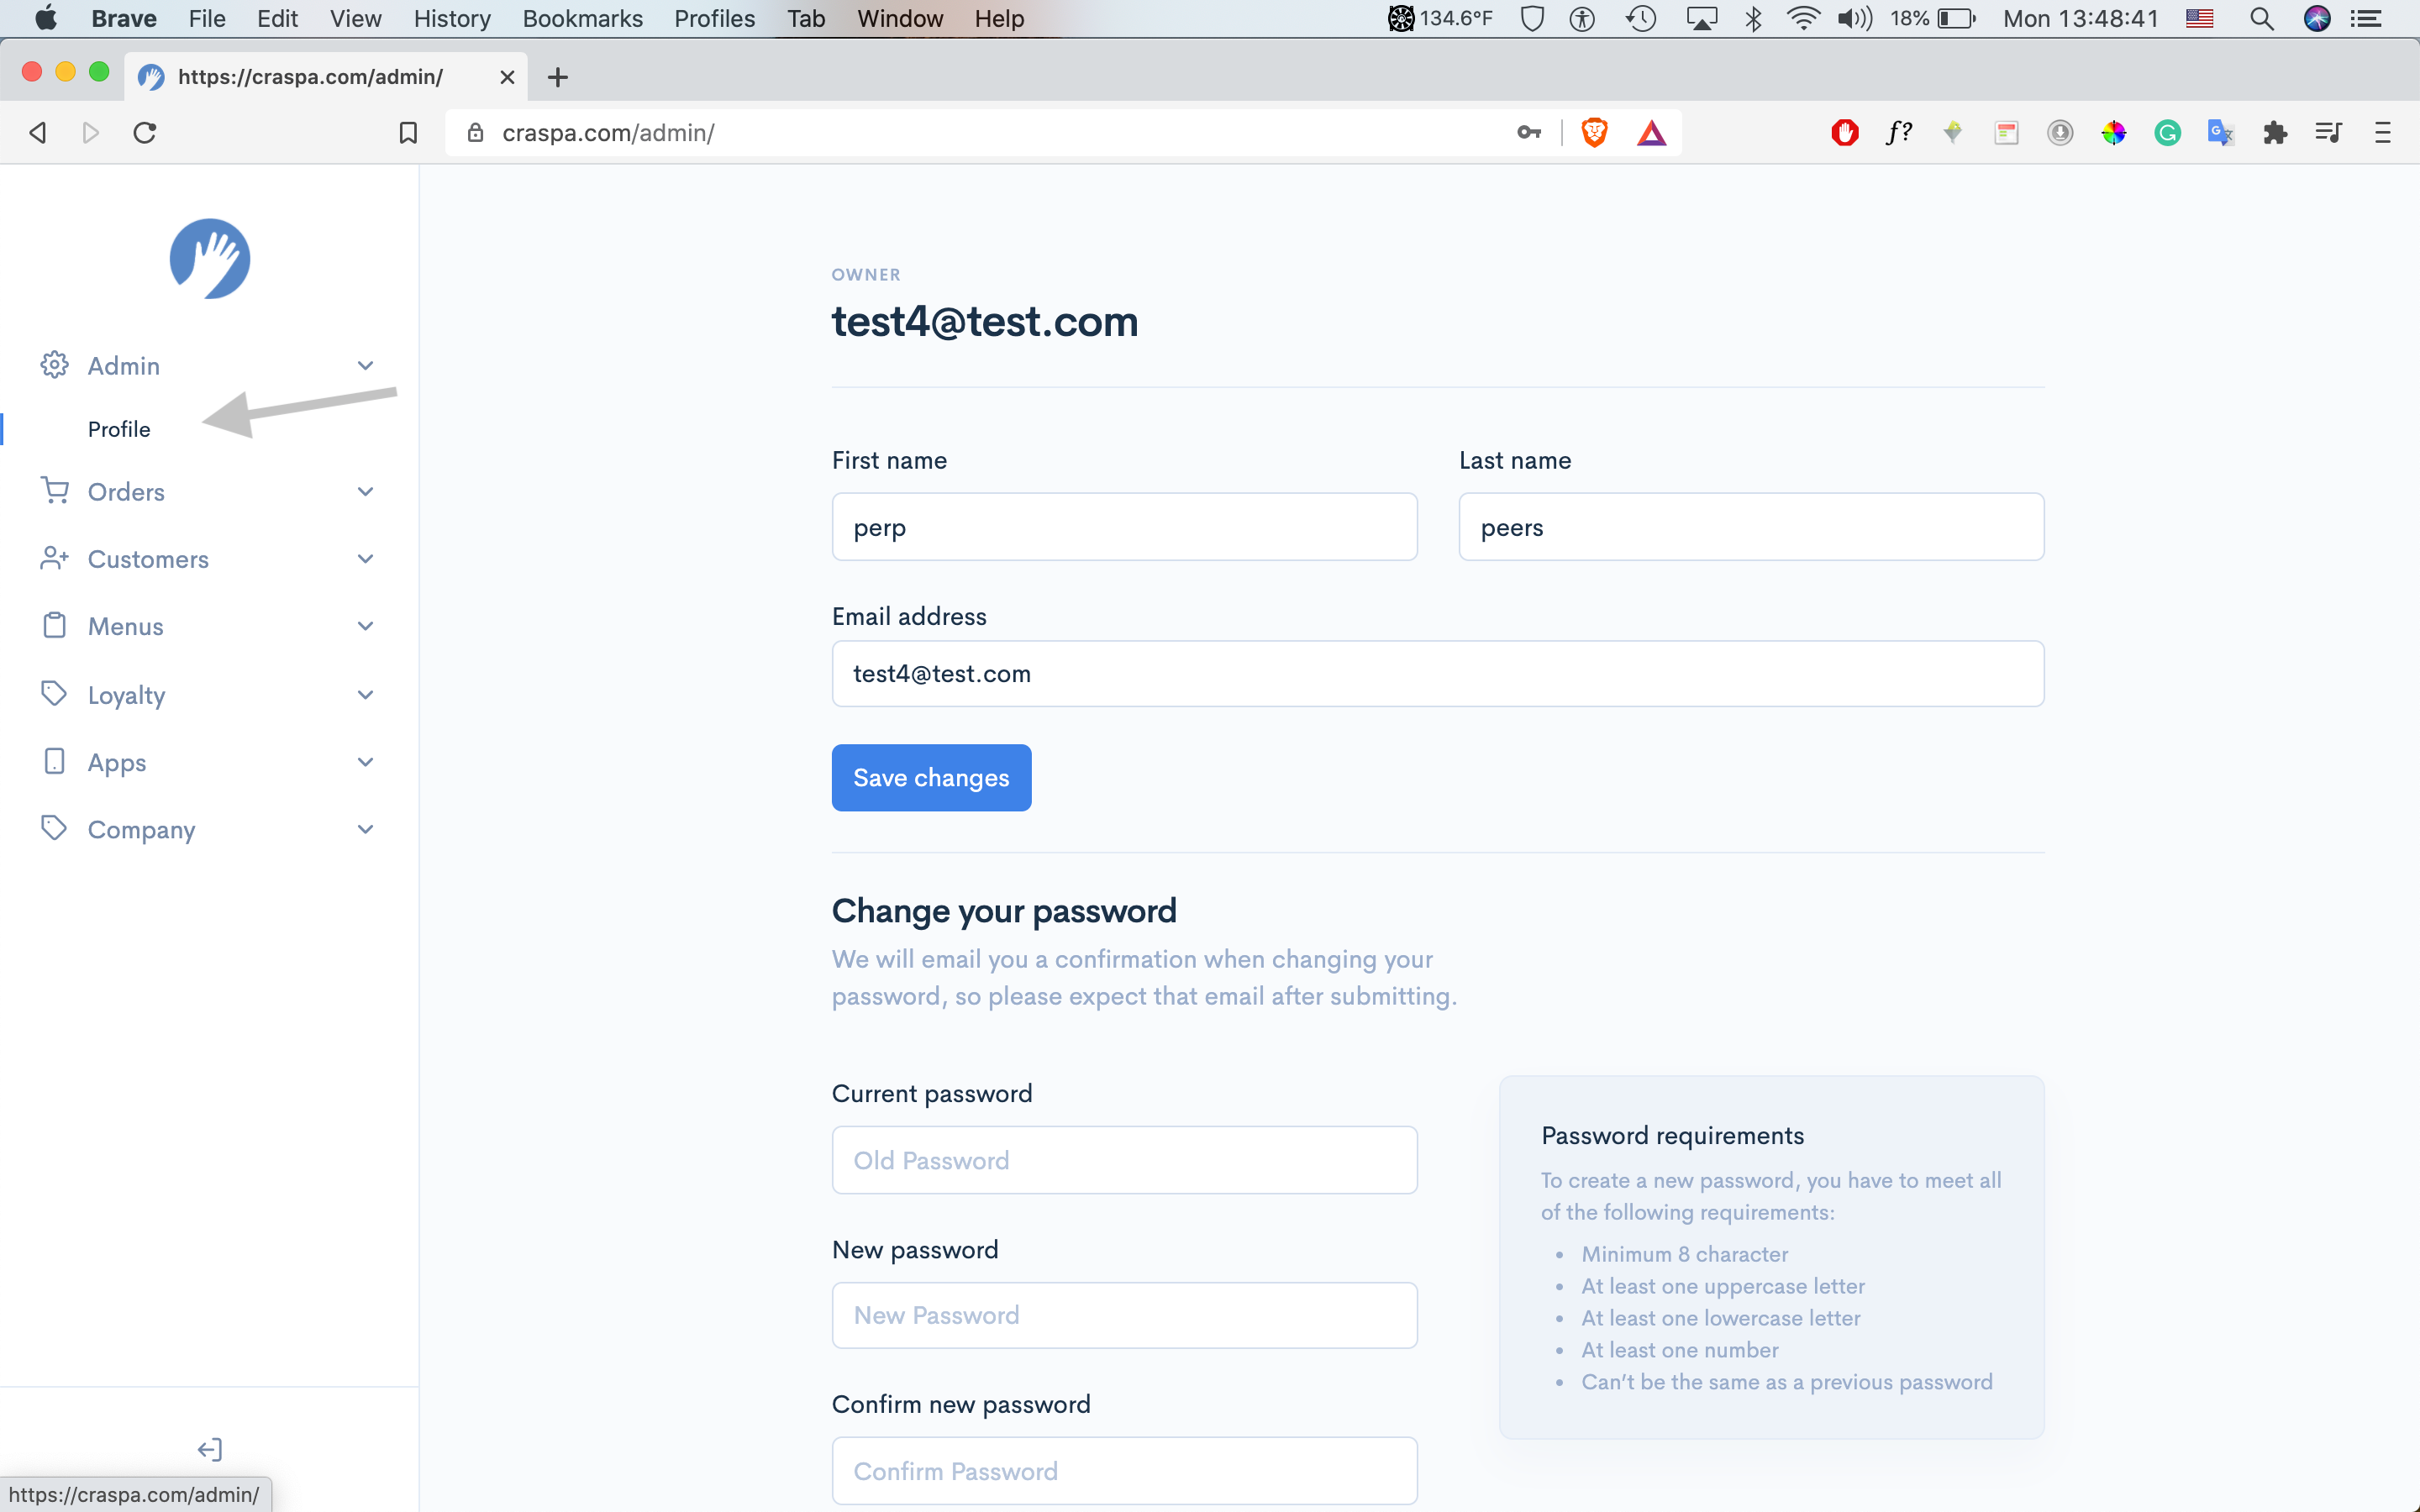 Brave File Edit View History Bookmarks Profiles Tab Window Help 134.6°F 18% Mon 13:48:41
https://craspa.com/admin/
craspa.com/admin/
Admin
Profile
Orders
Customers
Menus
Loyalty
Apps
Company
https://craspa.com/admin/
OWNER
test4@test.com
First name Last name
perp peers
Email address
test4@test.com
Save changes
Change your password
We will email you a confirmation when changing your
password, so please expect that email after submitting.
Current password
Old Password
New password
New Password
Confirm new password
Confirm Password
Password requirements
To create a new password, you have to meet all
of the following requirements:
• Minimum 8 character
• At least one uppercase letter
• At least one lowercase letter
• At least one number
• Can’t be the same as a previous password